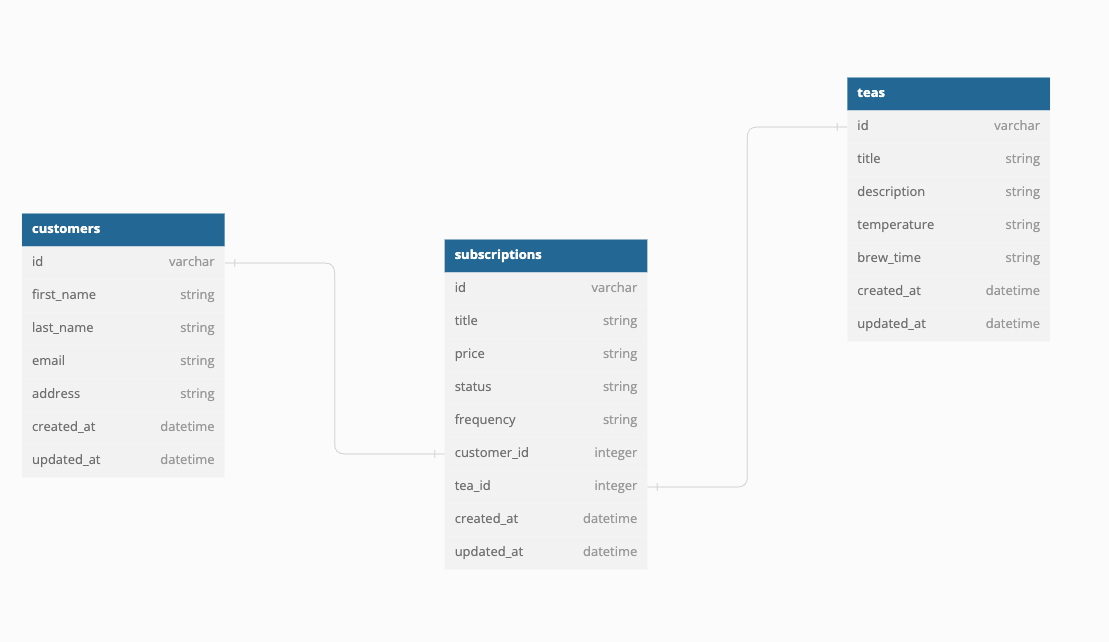 customers
id varchar
first_name string
last_name string
email string
address string
created_at datetime
updated_at datetime
subscriptions
id varchar
title string
price string
status string
frequency string
customer_id integer
tea_id integer
created_at datetime
updated_at datetime
teas
id varchar
title string
description string
temperature string
brew_time string
created_at datetime
updated_at datetime